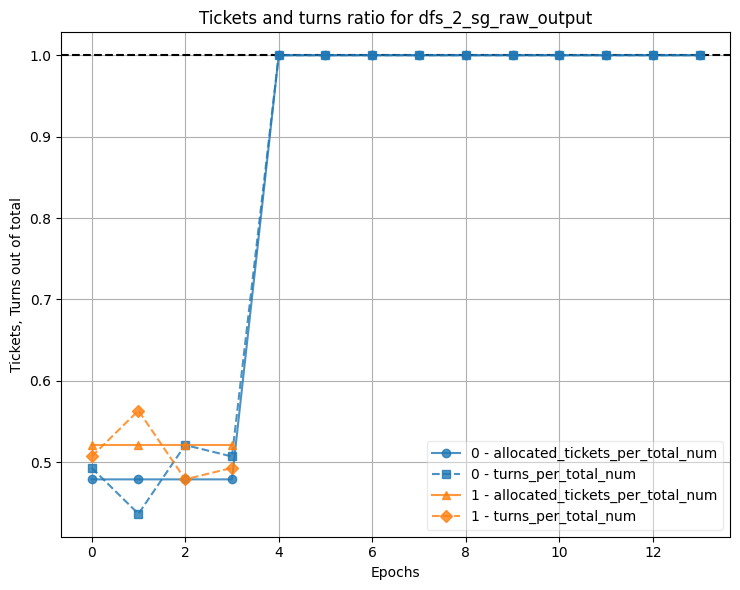 Tickets and turns ratio for dfs_2_sg_raw_output
Tickets, Turns out of total
1.0
0.9
0.8
0.7
0.6
0.5
0 - allocated_tickets_per_total_num
0 - turns_per_total_num
1 - allocated_tickets_per_total_num
1 - turns_per_total_num
0 2 4 6 8 10 12
Epochs